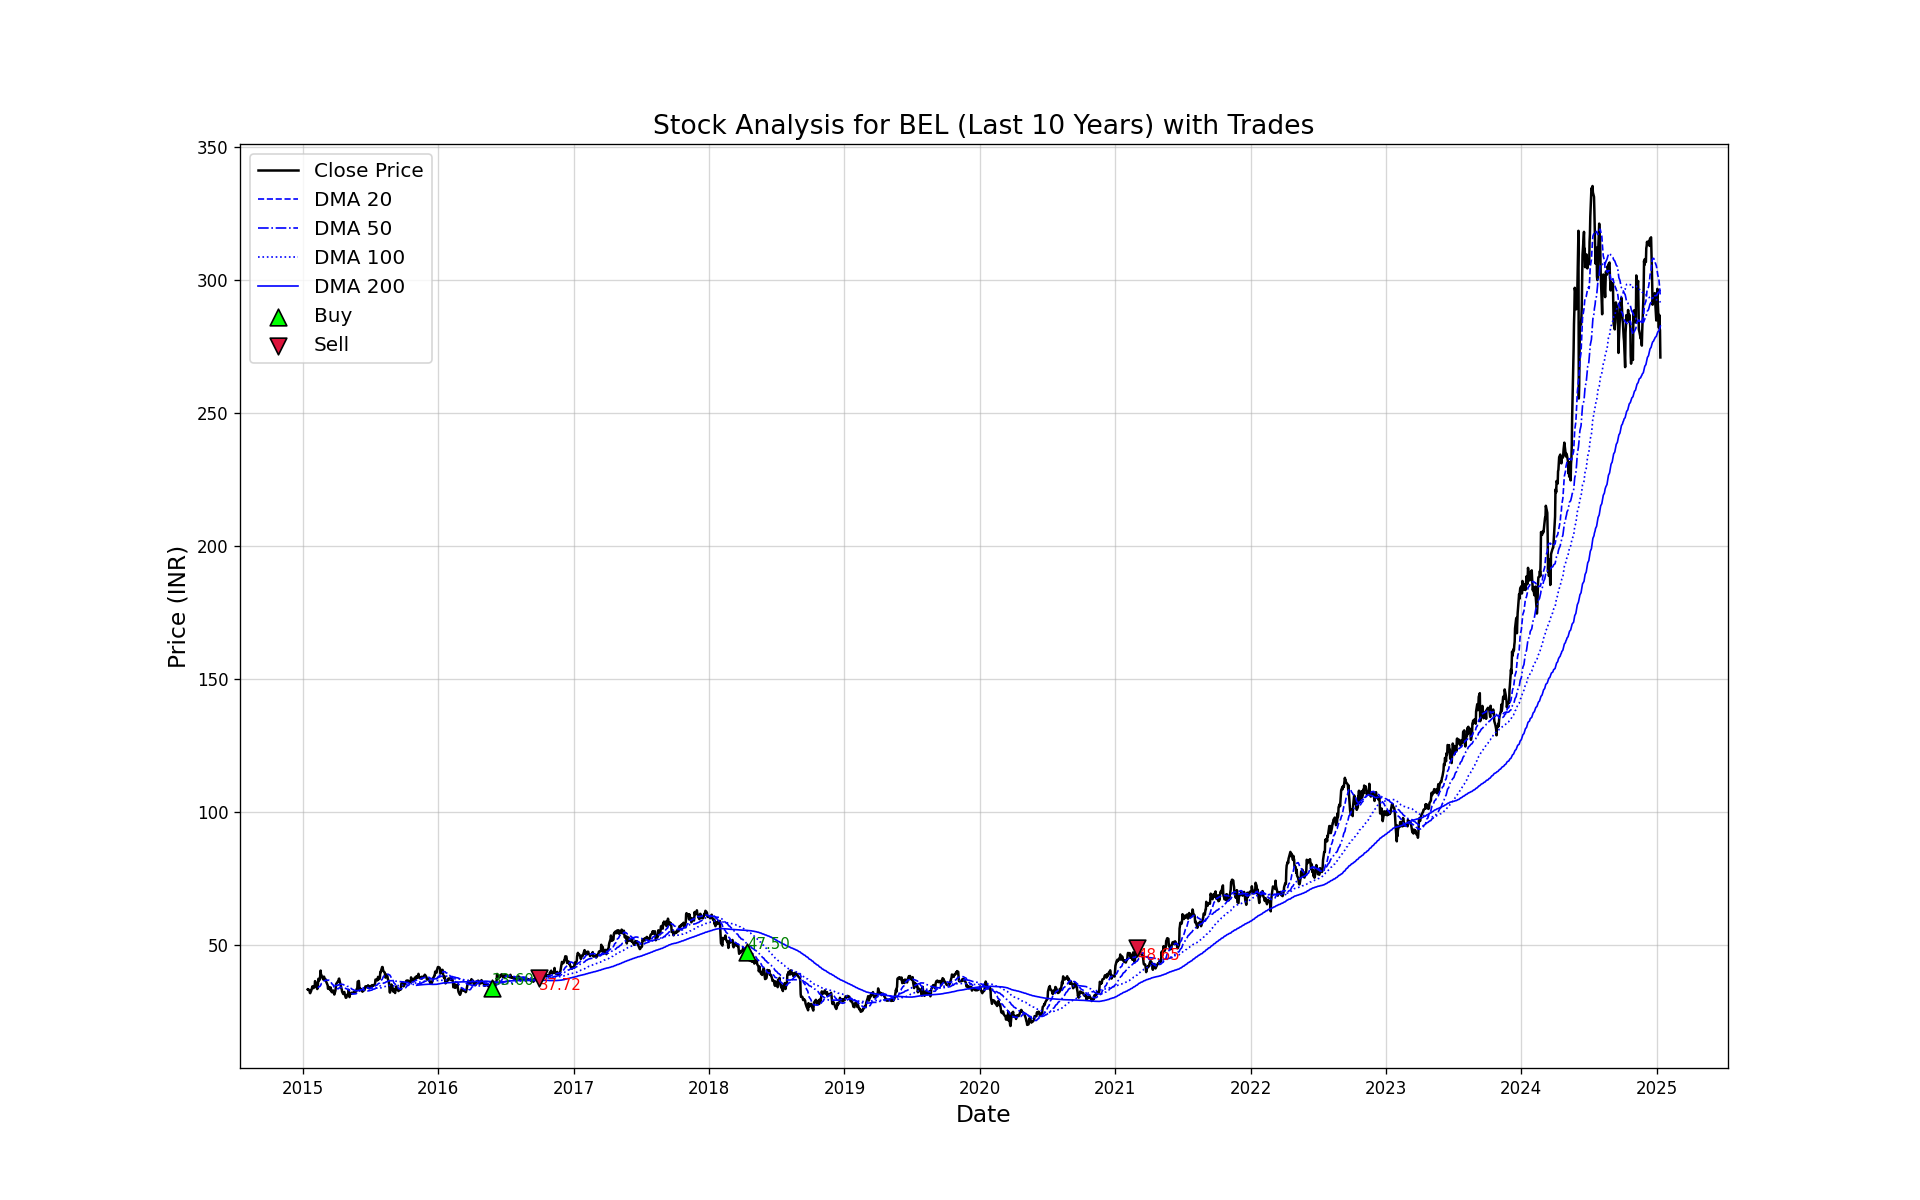 Stock Analysis for BEL (Last 10 Years) with Trades
Close Price
DMA 20
DMA 50
DMA 100
DMA 200
Buy
Sell
350
300
250
200
150
100
50
Price (INR)
47.50
48.65
37.72
2015
2016
2017
2018
2019
2020
2021
2022
2023
2024
2025
Date